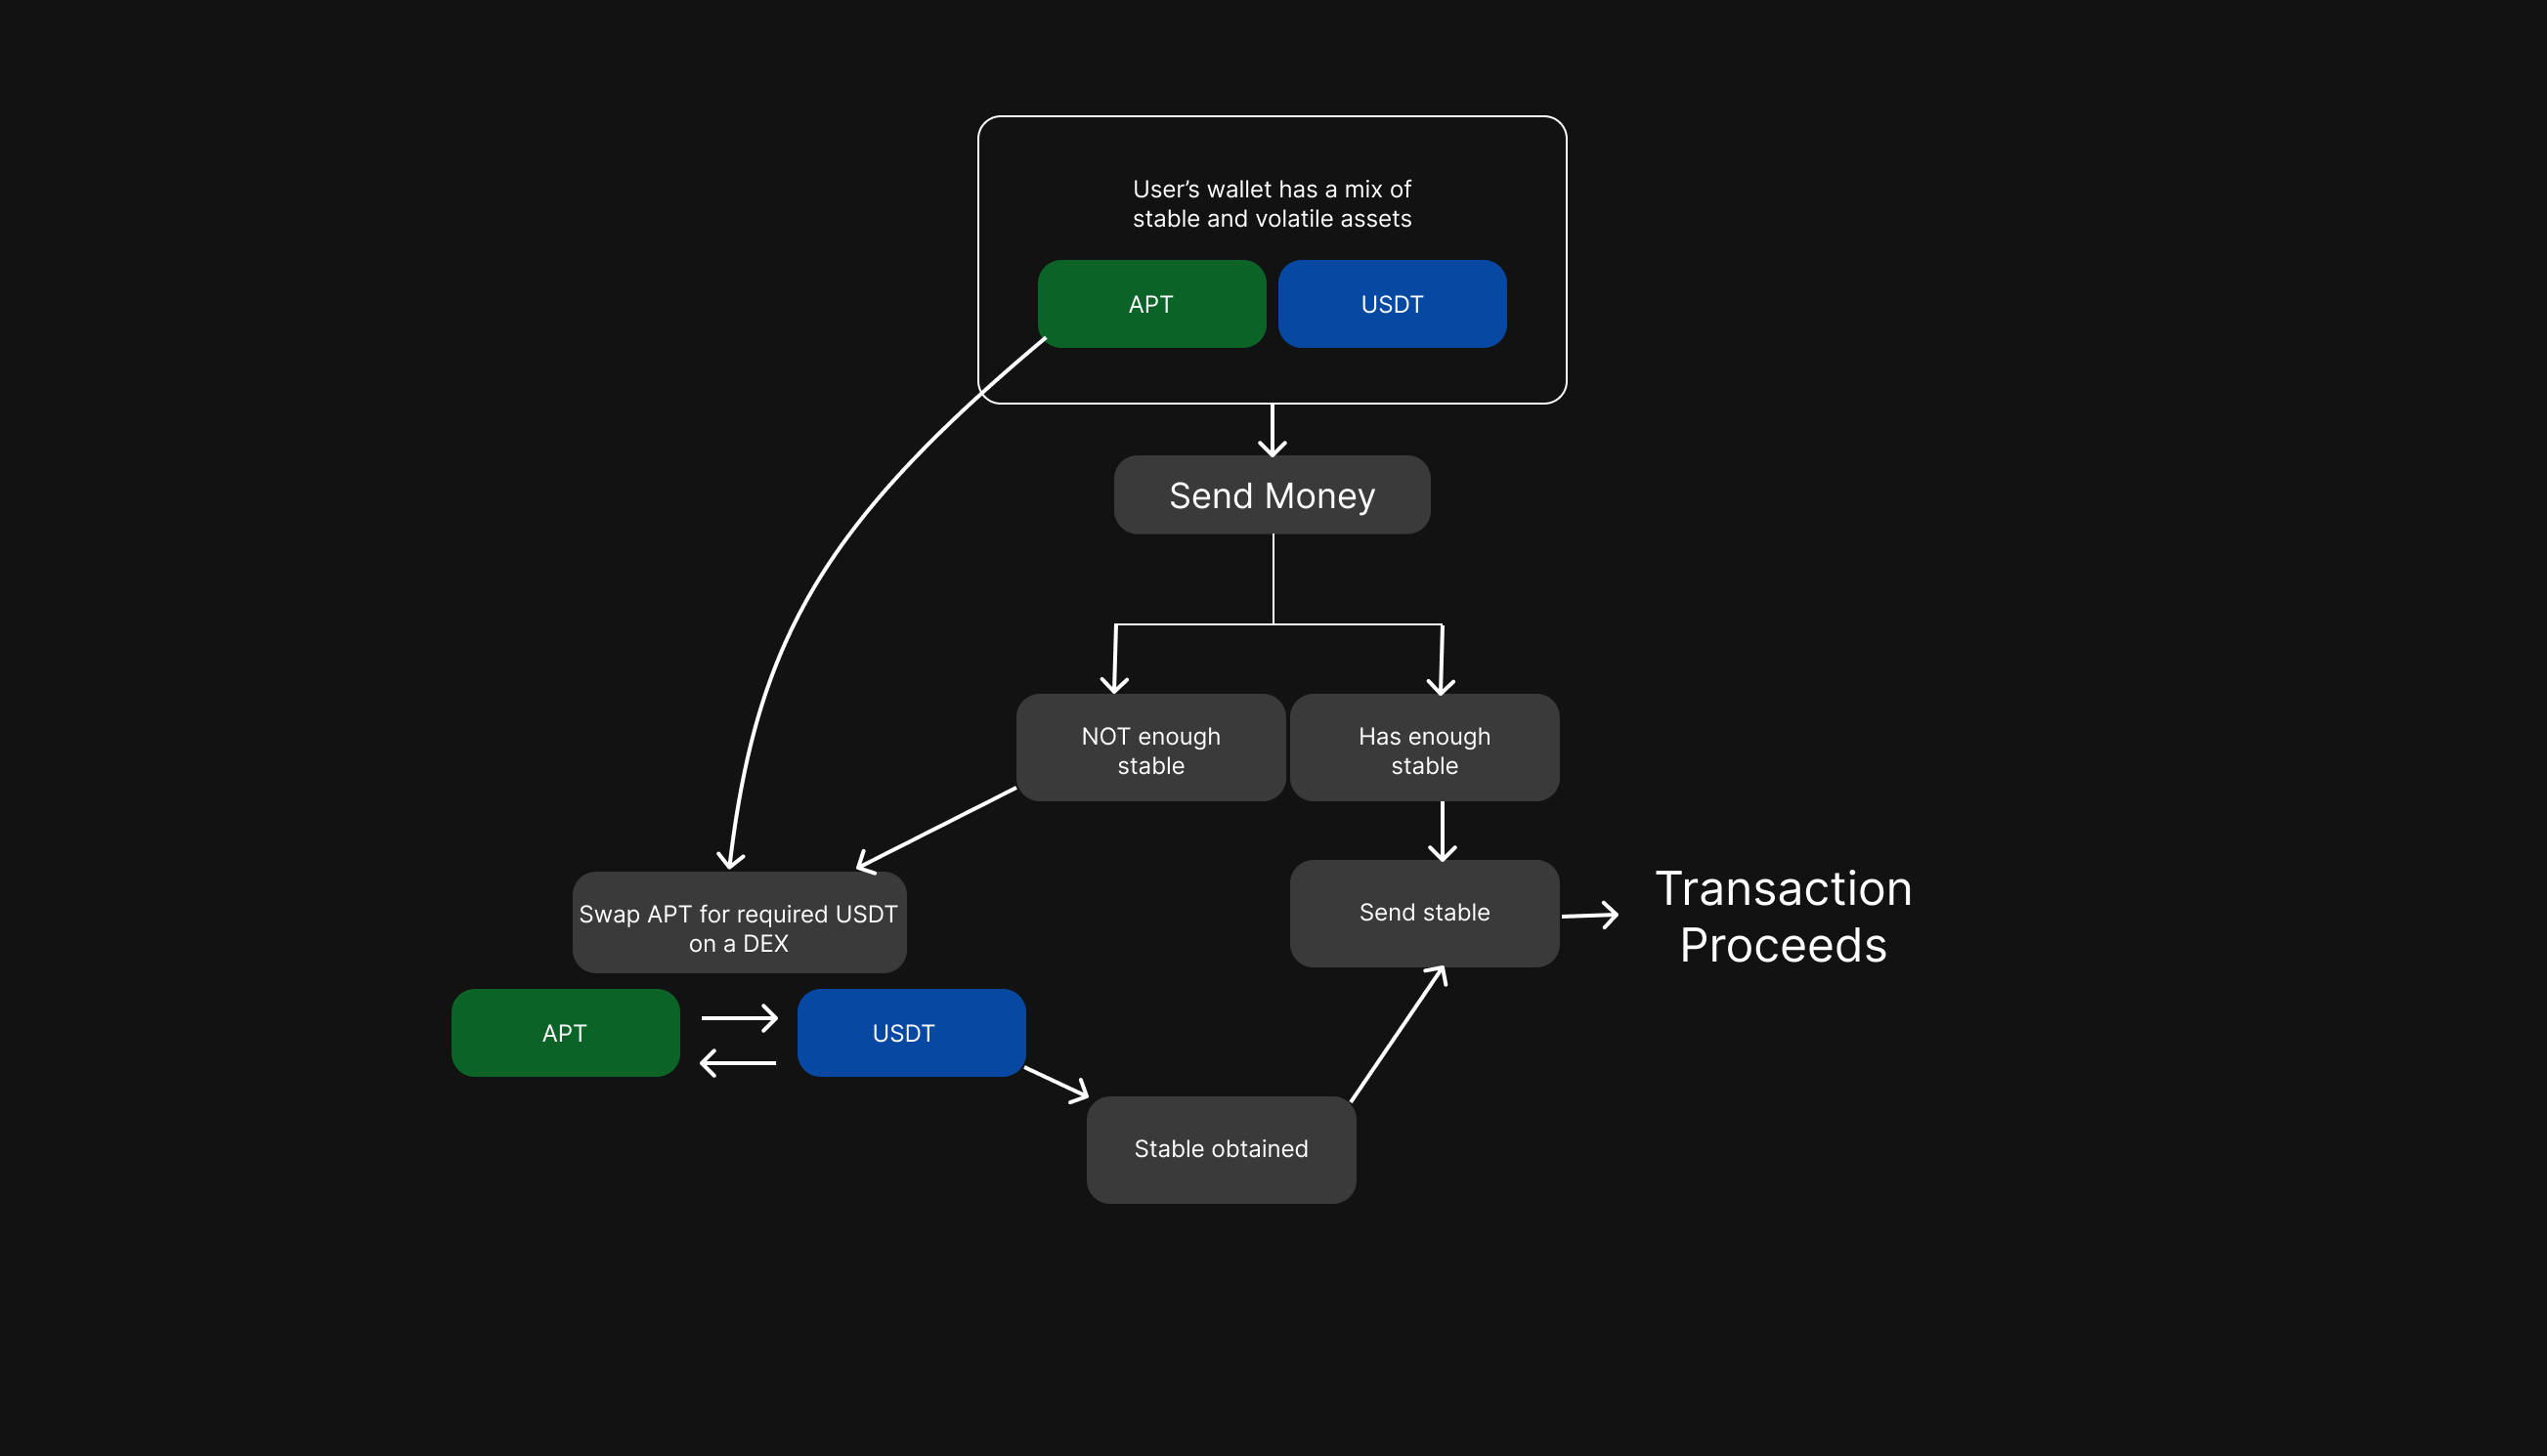 User’s wallet has a mix of
stable and volatile assets
APT
USDT
Send Money
NOT enough
stable
Has enough
stable
Swap APT for required USDT
on a DEX
Send stable
Transaction
Proceeds
APT
USDT
Stable obtained